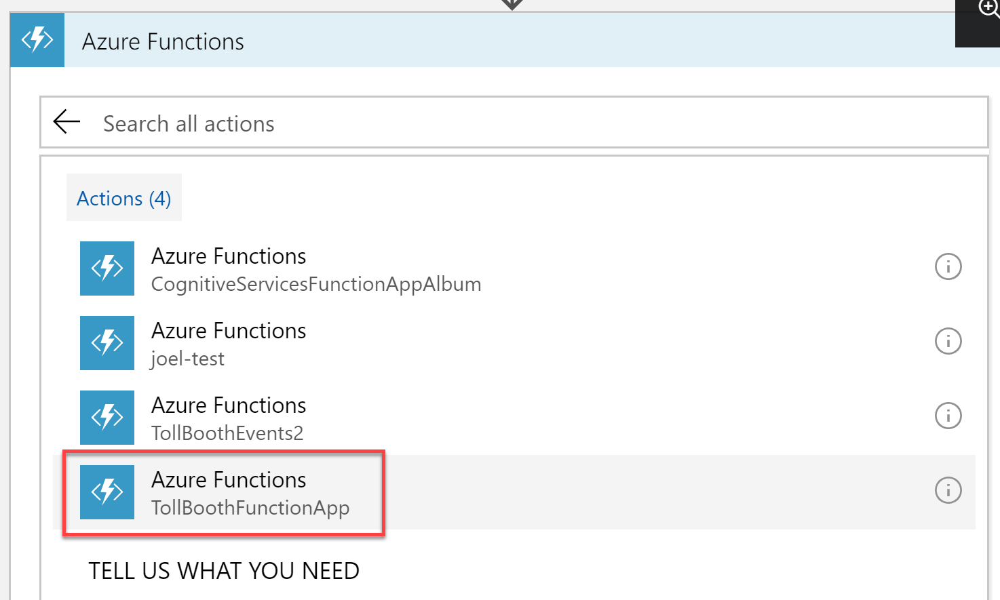 Azure Functions
Search all actions
Actions (4)
Azure Functions
CognitiveServicesFunctionAppAlbum
Azure Functions
joel-test
Azure Functions
TollBoothEvents2
Azure Functions
TollBoothFunctionApp
TELL US WHAT YOU NEED